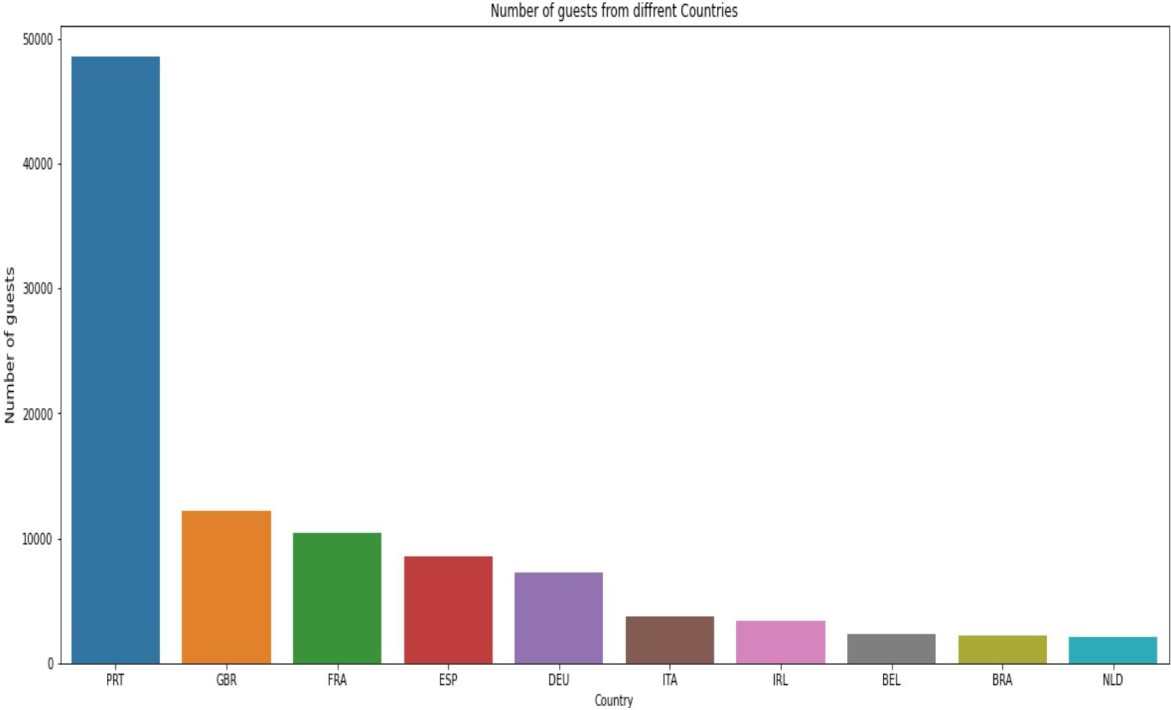 Number of guests from diffrent Countries
Number of guests
50000
40000
30000
20000
10000
0
PRT GBR FRA ESP DEU ITA IRL BEL BRA NLD
Country